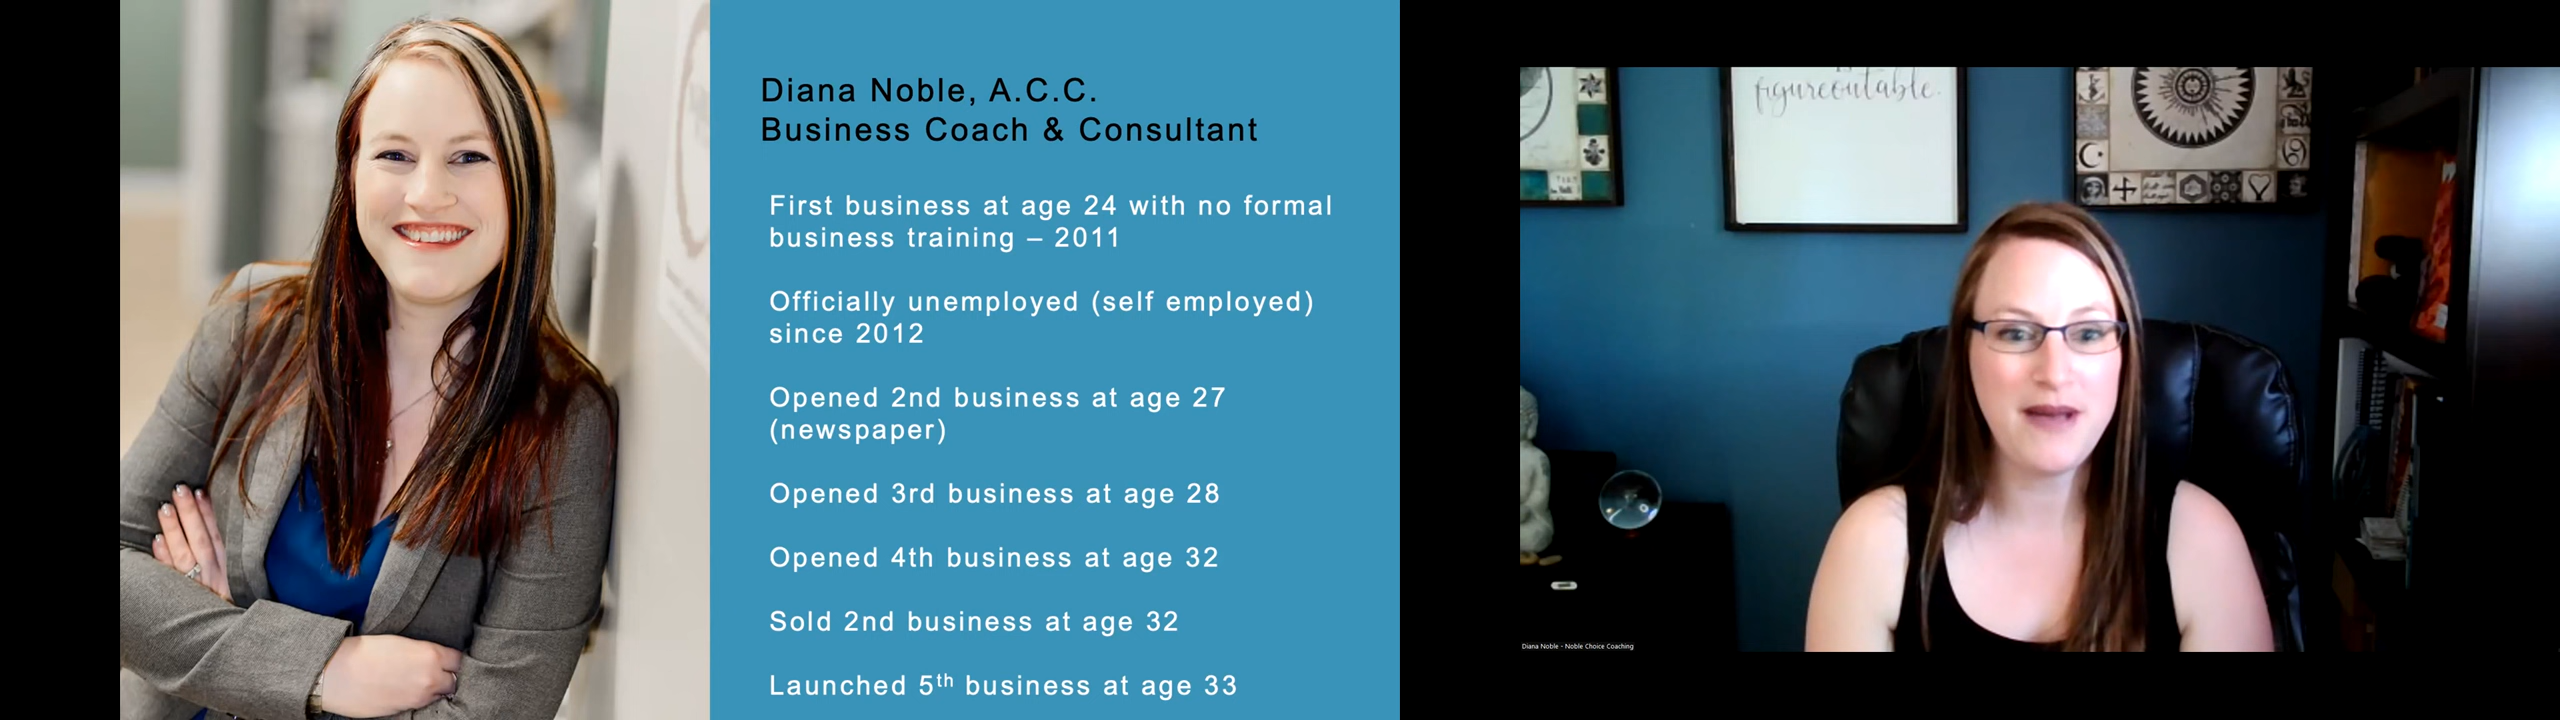 Diana Noble, A.C.C.
Business Coach & Consultant
First business at age 24 with no formal
business training – 2011
Officially unemployed (self employed)
since 2012
Opened 2nd business at age 27
(newspaper)
Opened 3rd business at age 28
Opened 4th business at age 32
Sold 2nd business at age 32
Launched 5th business at age 33
figureoutable.
Diana Noble - Noble Choice Coaching